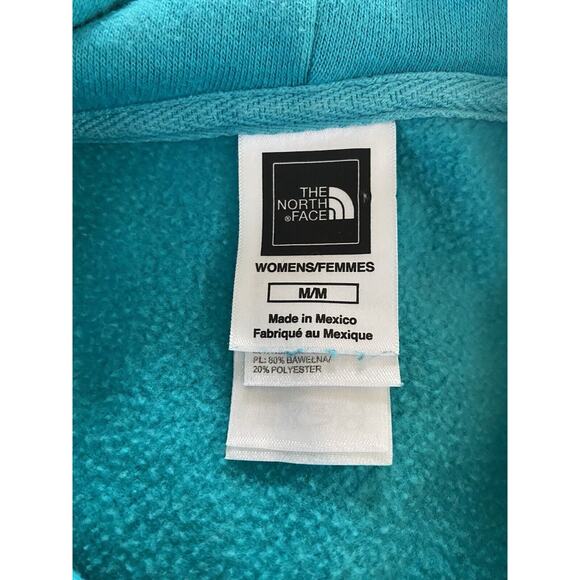 THE
NORTH
®FACE
WOMENS/FEMMES
M/M
Made in Mexico
Fabriqué au Mexique
PL: 80% BAWEŁNA/
20% POLYESTER